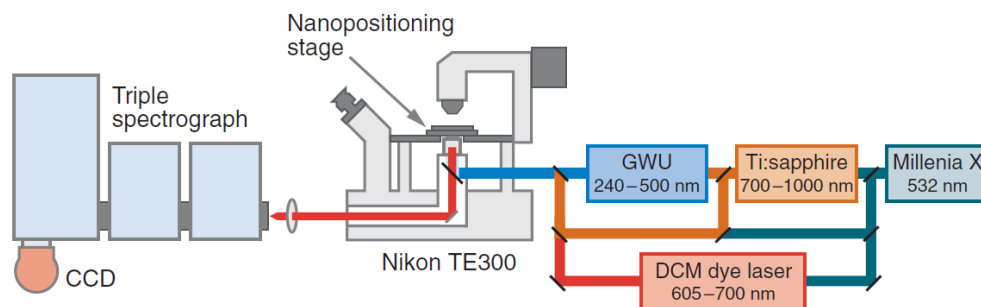 Nanopositioning
stage
Triple
spectrograph
GWU
240–500 nm
Ti:sapphire
700–1000 nm
Millenia X
532 nm
CCD
Nikon TE300
DCM dye laser
605–700 nm